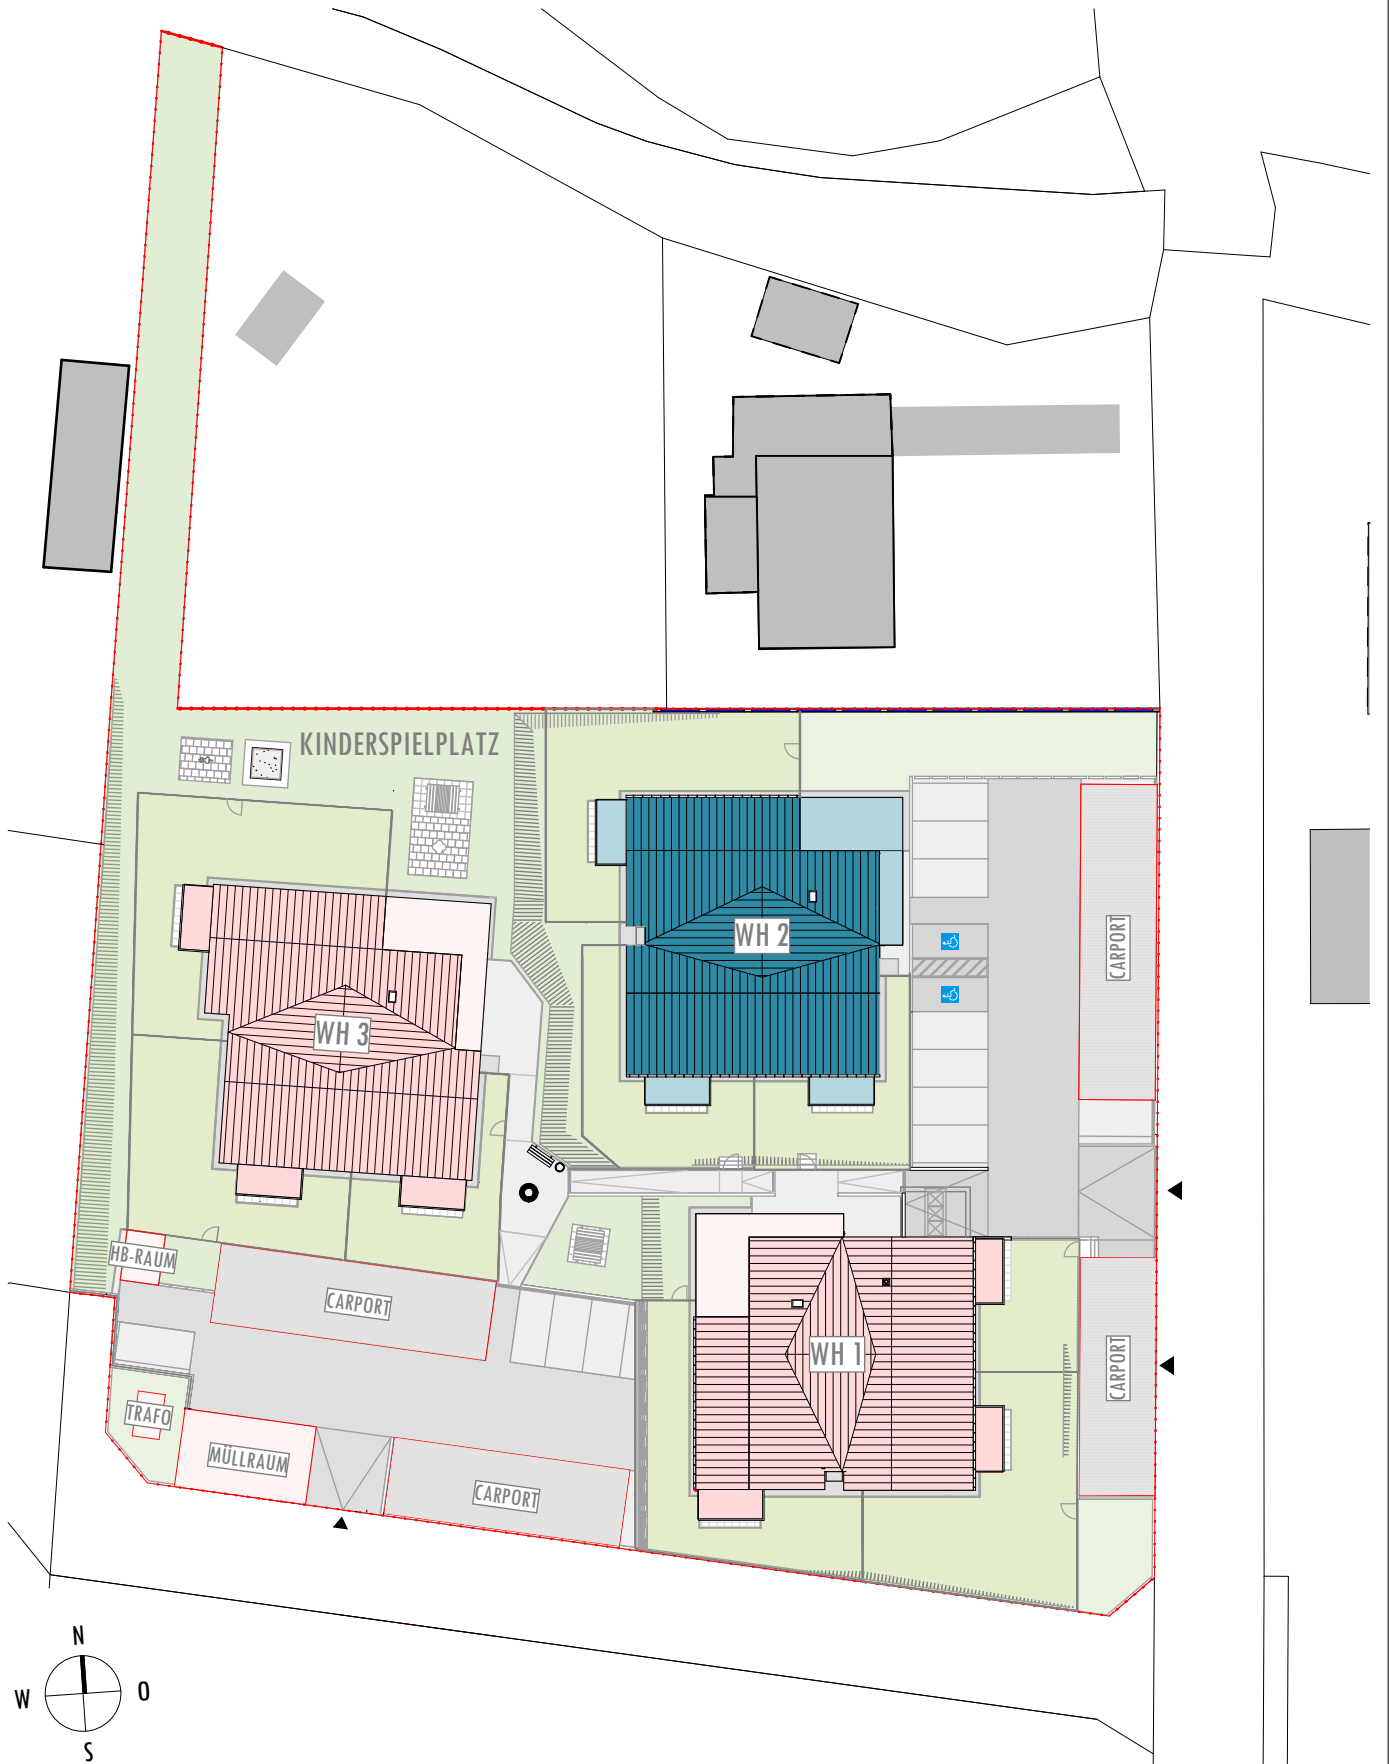 KINDERSPIELPLATZ
WH 2
CARPORT
WH 3
HB-RAUM
CARPORT
WH 1
CARPORT
TRAFO
MÜLLRAUM
CARPORT
N
W
O
S